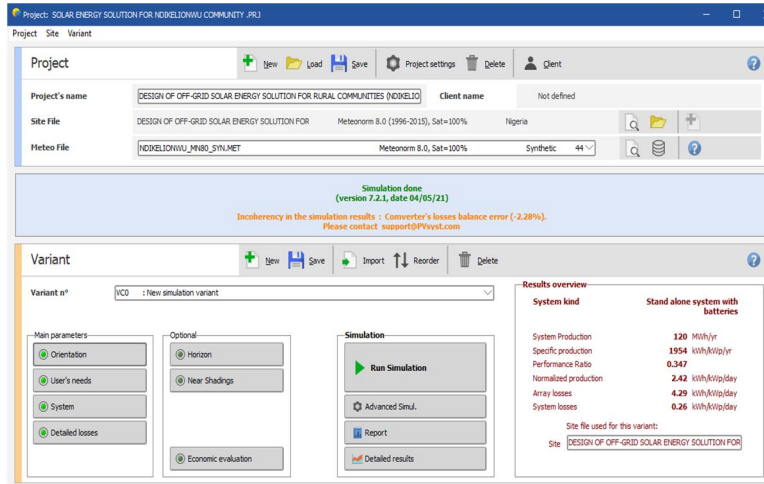 Project: SOLAR ENERGY SOLUTION FOR NDIKELIONWU COMMUNITY .PRJ
Project Site Variant
Project New Load Save Project settings Delete Client
Project's name DESIGN OF OFF-GRID SOLAR ENERGY SOLUTION FOR RURAL COMMUNITIES (NDIKELIO Client name Not defined
Site File DESIGN OF OFF-GRID SOLAR ENERGY SOLUTION FOR Meteonorm 8.0 (1996-2015), Sat=100% Nigeria
Meteo File NDIKELIONWU_MN80_SYN.MET Meteonorm 8.0, Sat=100% Synthetic 44
Simulation done
(version 7.2.1, date 04/05/21)
Incoherency in the simulation results : Comverter's losses balance error (-2.28%).
Please contact support@PVsyst.com
Variant New Save Import Reorder Delete
Variant n° VC0 : New simulation variant
Results overview
System kind Stand alone system with batteries
Main parameters Optional Simulation
Orientation Horizon Run Simulation
User's needs Near Shadings
System Advanced Simul.
Detailed losses Report
Economic evaluation Detailed results
System Production 120 MWh/yr
Specific production 1954 kWh/kWp/yr
Performance Ratio 0.347
Normalized production 2.42 kWh/kWp/day
Array losses 4.29 kWh/kWp/day
System losses 0.26 kWh/kWp/day
Site file used for this variant:
Site DESIGN OF OFF-GRID SOLAR ENERGY SOLUTION FOR